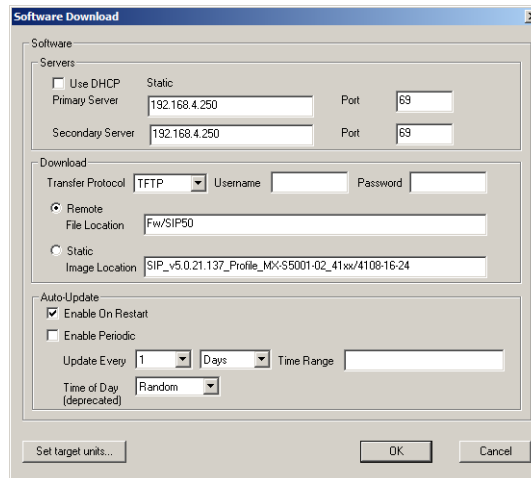 Software Download
Software
Servers
Use DHCP Static
Primary Server 192.168.4.250 Port 69
Secondary Server 192.168.4.250 Port 69
Download
Transfer Protocol TFTP Username Password
Remote
File Location Fw/SIP50
Static
Image Location SIP_v5.0.21.137_Profile_MX-S5001-02_41xx/4108-16-24
Auto-Update
Enable On Restart
Enable Periodic
Update Every 1 Days Time Range
Time of Day Random
(deprecated)
Set target units... OK Cancel